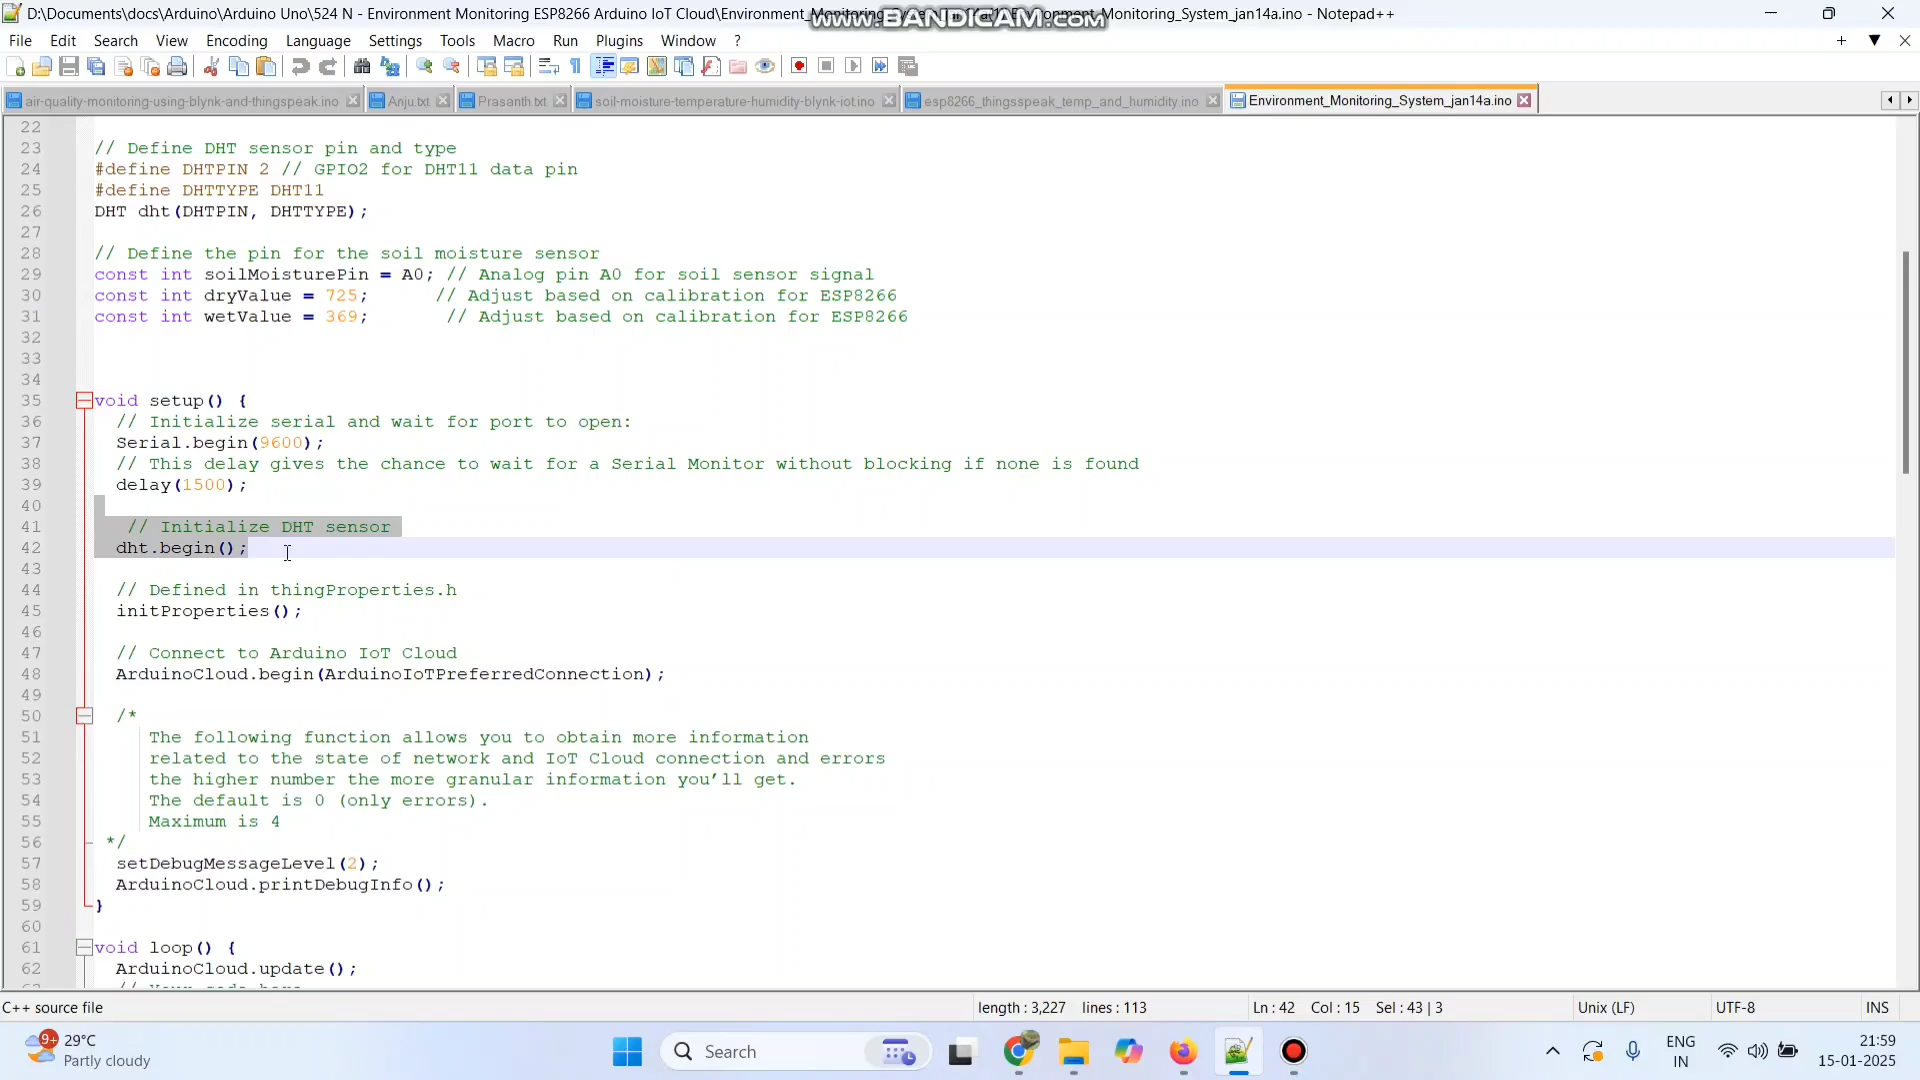 D:\Documents\docs\Arduino\Arduino Uno\524 N - Environment Monitoring ESP8266 Arduino IoT Cloud\Environment_Monitoring_System_jan14a.ino - Notepad++
www.BANDICAM.com
File Edit Search View Encoding Language Settings Tools Macro Run Plugins Window ?
air-quality-monitoring-using-blynk-and-thingspeak.ino Anju.txt Prasanth.txt soil-moisture-temperature-humidity-blynk-iot.ino esp8266_thingsspeak_temp_and_humidity.ino Environment_Monitoring_System_jan14a.ino
22
23 // Define DHT sensor pin and type
24 #define DHTPIN 2 // GPIO2 for DHT11 data pin
25 #define DHTTYPE DHT11
26 DHT dht(DHTPIN, DHTTYPE);
27
28 // Define the pin for the soil moisture sensor
29 const int soilMoisturePin = A0; // Analog pin A0 for soil sensor signal
30 const int dryValue = 725; // Adjust based on calibration for ESP8266
31 const int wetValue = 369; // Adjust based on calibration for ESP8266
32
33
34
35 void setup() {
36 // Initialize serial and wait for port to open:
37 Serial.begin(9600);
38 // This delay gives the chance to wait for a Serial Monitor without blocking if none is found
39 delay(1500);
40
41 // Initialize DHT sensor
42 dht.begin();
43
44 // Defined in thingProperties.h
45 initProperties();
46
47 // Connect to Arduino IoT Cloud
48 ArduinoCloud.begin(ArduinoIoTPreferredConnection);
49
50 /*
51 The following function allows you to obtain more information
52 related to the state of network and IoT Cloud connection and errors
53 the higher number the more granular information you’ll get.
54 The default is 0 (only errors).
55 Maximum is 4
56 */
57 setDebugMessageLevel(2);
58 ArduinoCloud.printDebugInfo();
59 }
60
61 void loop() {
62 ArduinoCloud.update();
C++ source file length : 3,227 lines : 113 Ln : 42 Col : 15 Sel : 43 | 3 Unix (LF) UTF-8 INS
9+ 29°C
Partly cloudy
Search
ENG
IN
21:59
15-01-2025